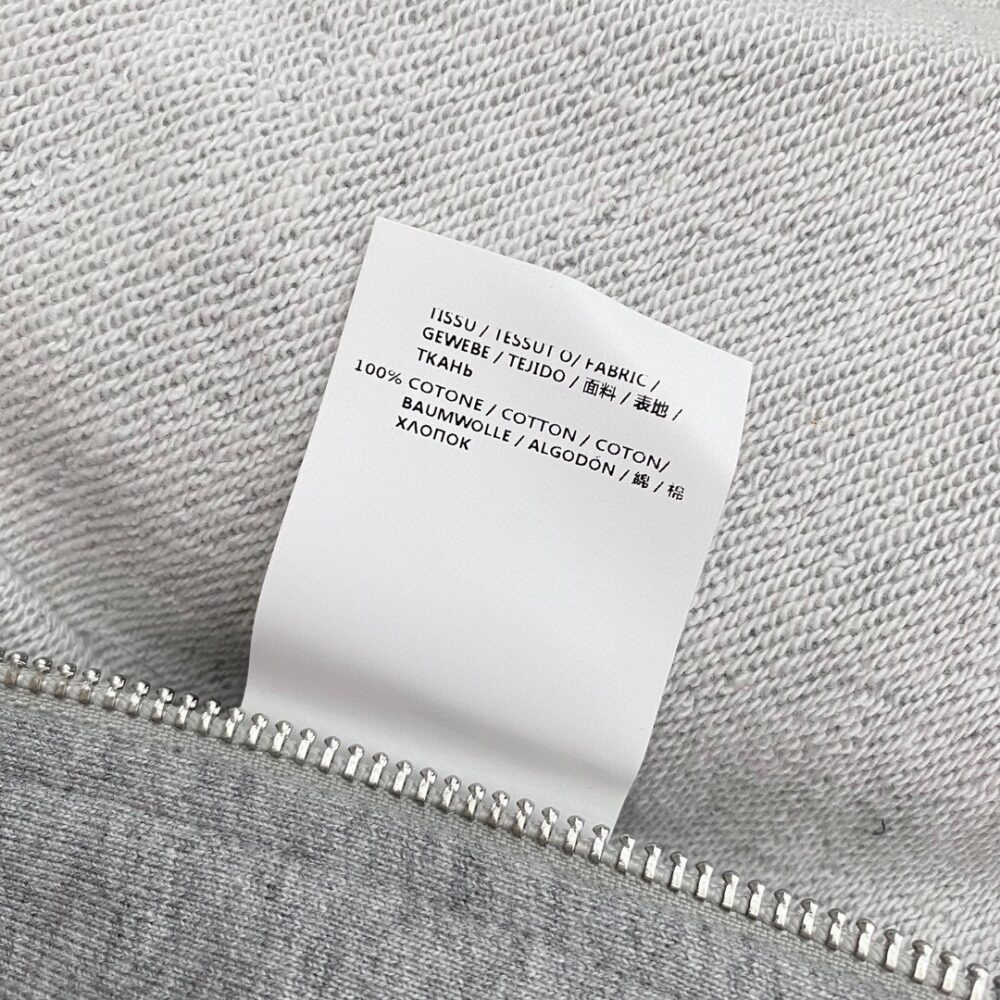 TISSU / TESSUTO / FABRIC /
GEWEBE / TEJIDO / 面料 / 表地 /
ТКАНЬ
100% COTONE / COTTON / COTON/
BAUMWOLLE / ALGODÓN / 綿 / 棉
ХЛОПОК